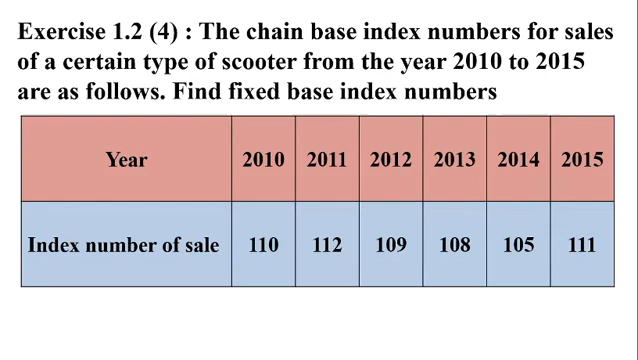 Exercise 1.2 (4) : The chain base index numbers for sales
of a certain type of scooter from the year 2010 to 2015
are as follows. Find fixed base index numbers
Year 2010 2011 2012 2013 2014 2015
Index number of sale 110 112 109 108 105 111